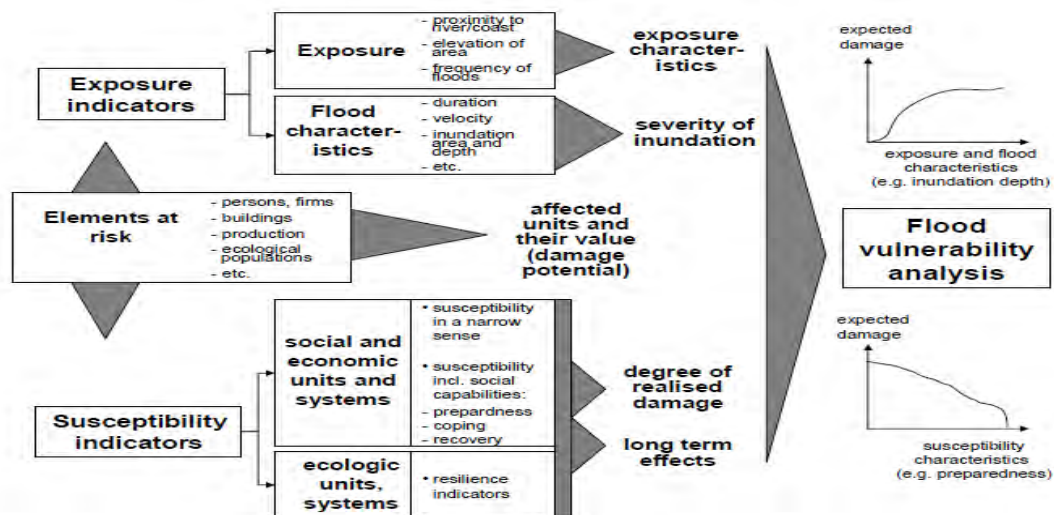 Exposure
indicators
Exposure
- proximity to
river/coast
- elevation of
area
- frequency of
floods
exposure
character-
istics
Flood
character-
istics
- duration
- velocity
- inundation
area and
depth
- etc.
severity of
inundation
Elements at
risk
- persons, firms
- buildings
- production
- ecological
populations
- etc.
affected
units and
their value
(damage
potential)
Susceptibility
indicators
social and
economic
units and
systems
• susceptibility
in a narrow
sense
• susceptibility
incl. social
capabilities:
- prepardness
- coping
- recovery
degree of
realised
damage
long term
effects
ecologic
units,
systems
• resilience
indicators
expected
damage
exposure and flood
characteristics
(e.g. inundation depth)
Flood
vulnerability
analysis
expected
damage
susceptibility
characteristics
(e.g. preparedness)